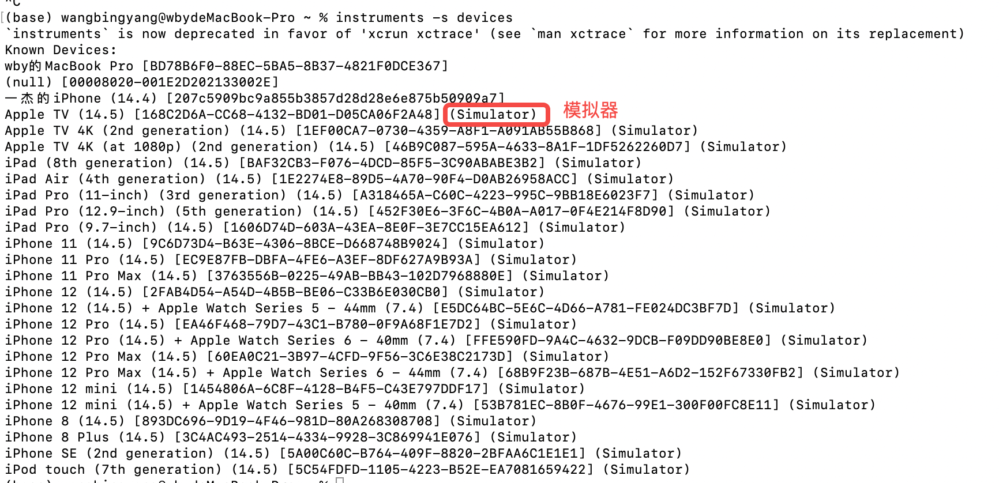 ^C
(base) wangbingyang@wbydeMacBook-Pro ~ % instruments -s devices
`instruments` is now deprecated in favor of 'xcrun xctrace' (see `man xctrace` for more information on its replacement)
Known Devices:
wby的MacBook Pro [BD78B6F0-88EC-5BA5-8B37-4821F0DCE367]
(null) [00008020-001E2D202133002E]
一杰的iPhone (14.4) [207c5909bc9a855b3857d28d28e6e875b50909a7]
Apple TV (14.5) [168C2D6A-CC68-4132-BD01-D05CA06F2A48] (Simulator) 模拟器
Apple TV 4K (2nd generation) (14.5) [1EF00CA7-0730-4359-A8F1-A091AB55B868] (Simulator)
Apple TV 4K (at 1080p) (2nd generation) (14.5) [46B9C087-595A-4633-8A1F-1DF5262260D7] (Simulator)
iPad (8th generation) (14.5) [BAF32CB3-F076-4DCD-85F5-3C90ABABE3B2] (Simulator)
iPad Air (4th generation) (14.5) [1E2274E8-89D5-4A70-90F4-D0AB26958ACC] (Simulator)
iPad Pro (11-inch) (3rd generation) (14.5) [A318465A-C60C-4223-995C-9BB18E6023F7] (Simulator)
iPad Pro (12.9-inch) (5th generation) (14.5) [452F30E6-3F6C-4B0A-A017-0F4E214F8D90] (Simulator)
iPad Pro (9.7-inch) (14.5) [1606D74D-603A-43EA-8E0F-3E7CC15EA612] (Simulator)
iPhone 11 (14.5) [9C6D73D4-B63E-4306-8BCE-D668748B9024] (Simulator)
iPhone 11 Pro (14.5) [EC9E87FB-DBFA-4FE6-A3EF-8DF627A9B93A] (Simulator)
iPhone 11 Pro Max (14.5) [3763556B-0225-49AB-BB43-102D7968880E] (Simulator)
iPhone 12 (14.5) [2FAB4D54-A54D-4B5B-BE06-C33B6E030CB0] (Simulator)
iPhone 12 (14.5) + Apple Watch Series 5 - 44mm (7.4) [E5DC64BC-5E6C-4D66-A781-FE024DC3BF7D] (Simulator)
iPhone 12 Pro (14.5) [EA46F468-79D7-43C1-B780-0F9A68F1E7D2] (Simulator)
iPhone 12 Pro (14.5) + Apple Watch Series 6 - 40mm (7.4) [FFE590FD-9A4C-4632-9DCB-F09DD90BE8E0] (Simulator)
iPhone 12 Pro Max (14.5) [60EA0C21-3B97-4CFD-9F56-3C6E38C2173D] (Simulator)
iPhone 12 Pro Max (14.5) + Apple Watch Series 6 - 44mm (7.4) [68B9F23B-687B-4E51-A6D2-152F67330FB2] (Simulator)
iPhone 12 mini (14.5) [1454806A-6C8F-4128-B4F5-C43E797DDF17] (Simulator)
iPhone 12 mini (14.5) + Apple Watch Series 5 - 40mm (7.4) [53B781EC-8B0F-4676-99E1-300F00FC8E11] (Simulator)
iPhone 8 (14.5) [893DC696-9D19-4F46-981D-80A268308708] (Simulator)
iPhone 8 Plus (14.5) [3C4AC493-2514-4334-9928-3C869941E076] (Simulator)
iPhone SE (2nd generation) (14.5) [5A00C60C-B764-409F-8820-2BFAA6C1E1E1] (Simulator)
iPod touch (7th generation) (14.5) [5C54FDFD-1105-4223-B52E-EA7081659422] (Simulator)
(base) wangbingyang@wbydeMacBook-Pro ~ %